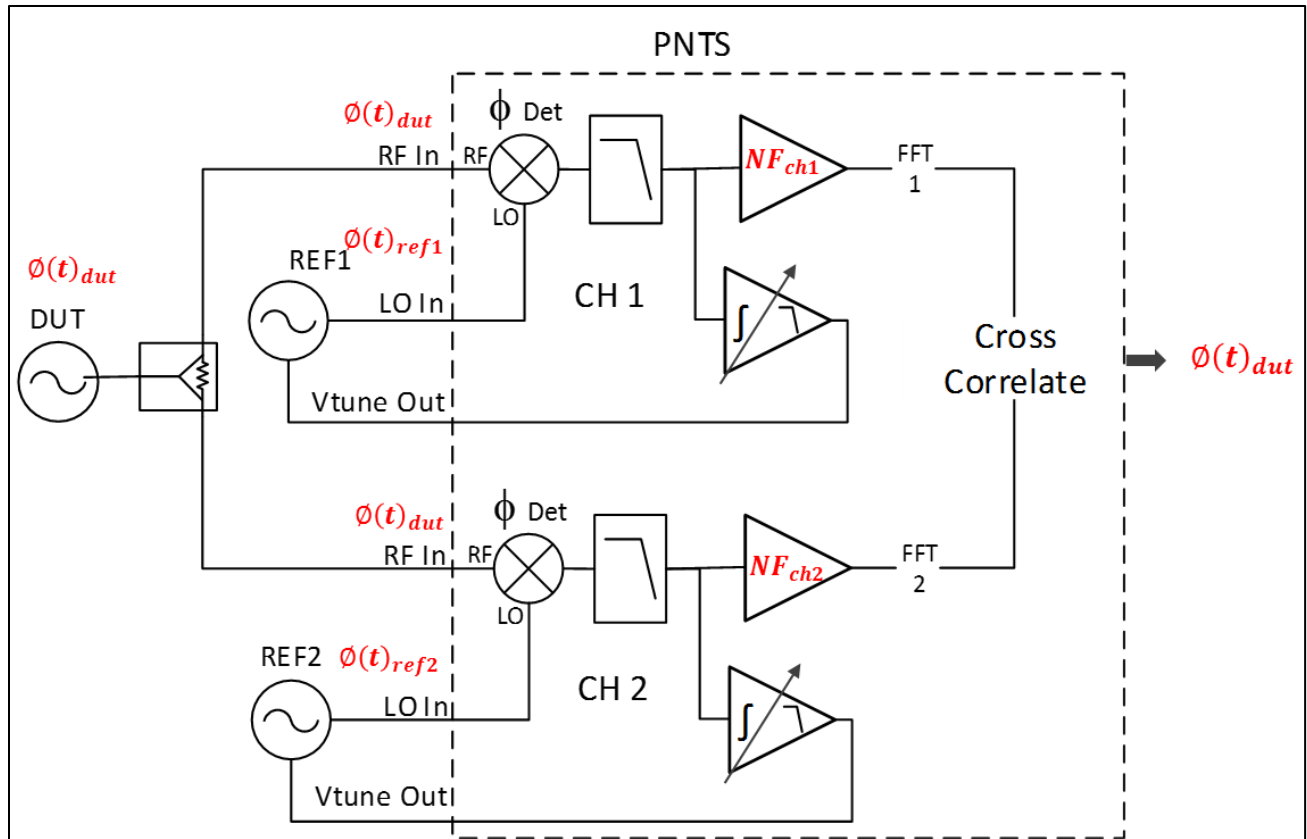 PNTS
ϕ Det
∅(t)dut
RF In
RF
NFch1
FFT
1
LO
∅(t)ref1
REF1
∅(t)dut
LO In
CH 1
DUT
∫
Cross
Correlate
∅(t)dut
Vtune Out
ϕ Det
∅(t)dut
RF In
RF
NFch2
FFT
2
LO
REF2
∅(t)ref2
CH 2
LO In
∫
Vtune Out